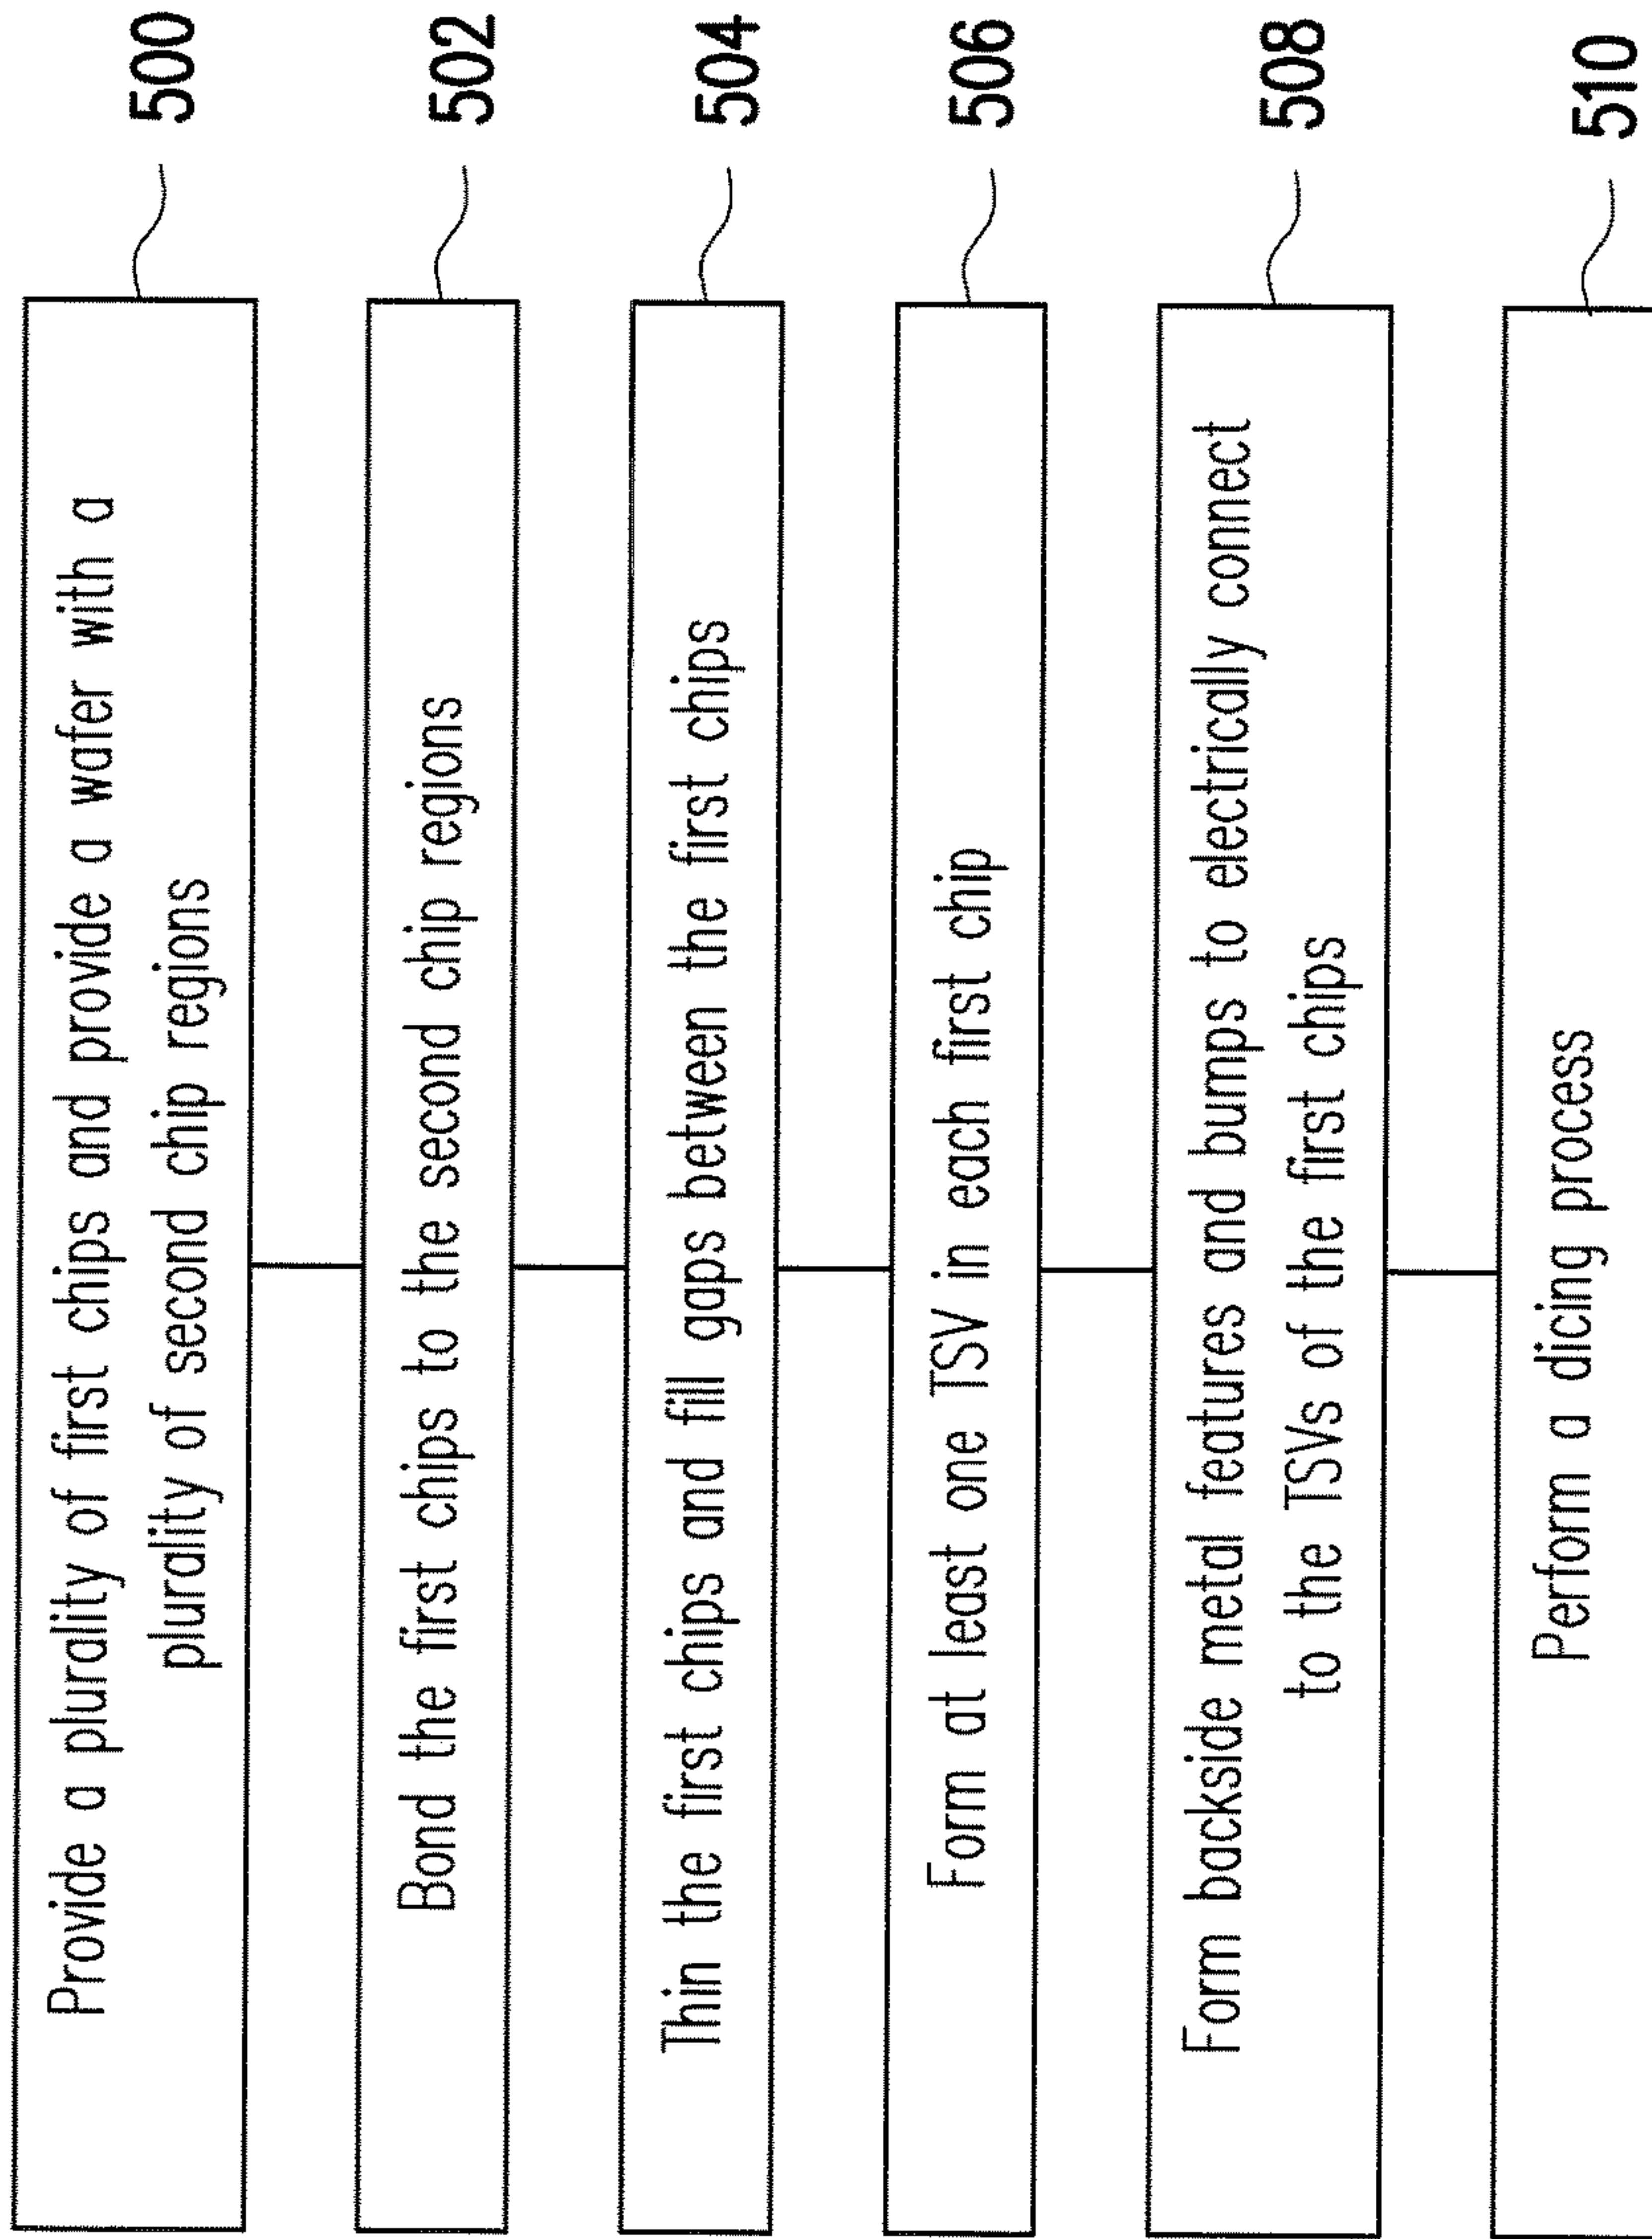 Provide a plurality of first chips and provide a wafer with a
plurality of second chip regions
500
Bond the first chips to the second chip regions
502
Thin the first chips and fill gaps between the first chips
504
Form at least one TSV in each first chip
506
Form backside metal features and bumps to electrically connect
to the TSVs of the first chips
508
Perform a dicing process
510